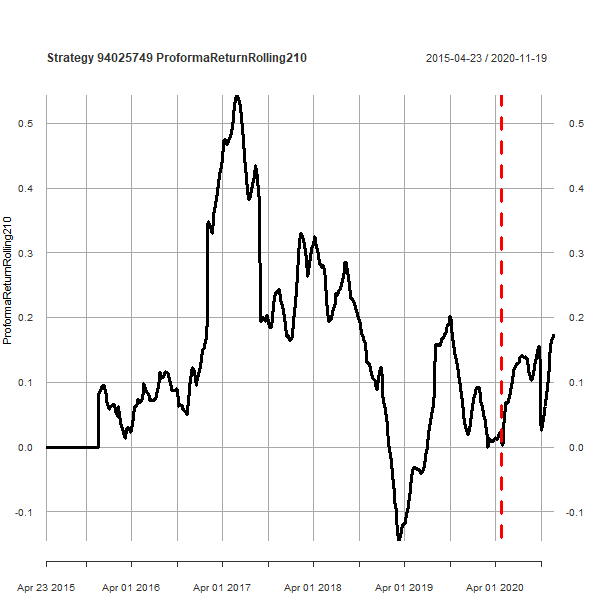 Strategy 94025749 ProformaReturnRolling210
2015-04-23 / 2020-11-19
ProformaReturnRolling210
0.5 0.5
0.4 0.4
0.3 0.3
0.2 0.2
0.1 0.1
0.0 0.0
-0.1 -0.1
Apr 23 2015 Apr 01 2016 Apr 01 2017 Apr 01 2018 Apr 01 2019 Apr 01 2020